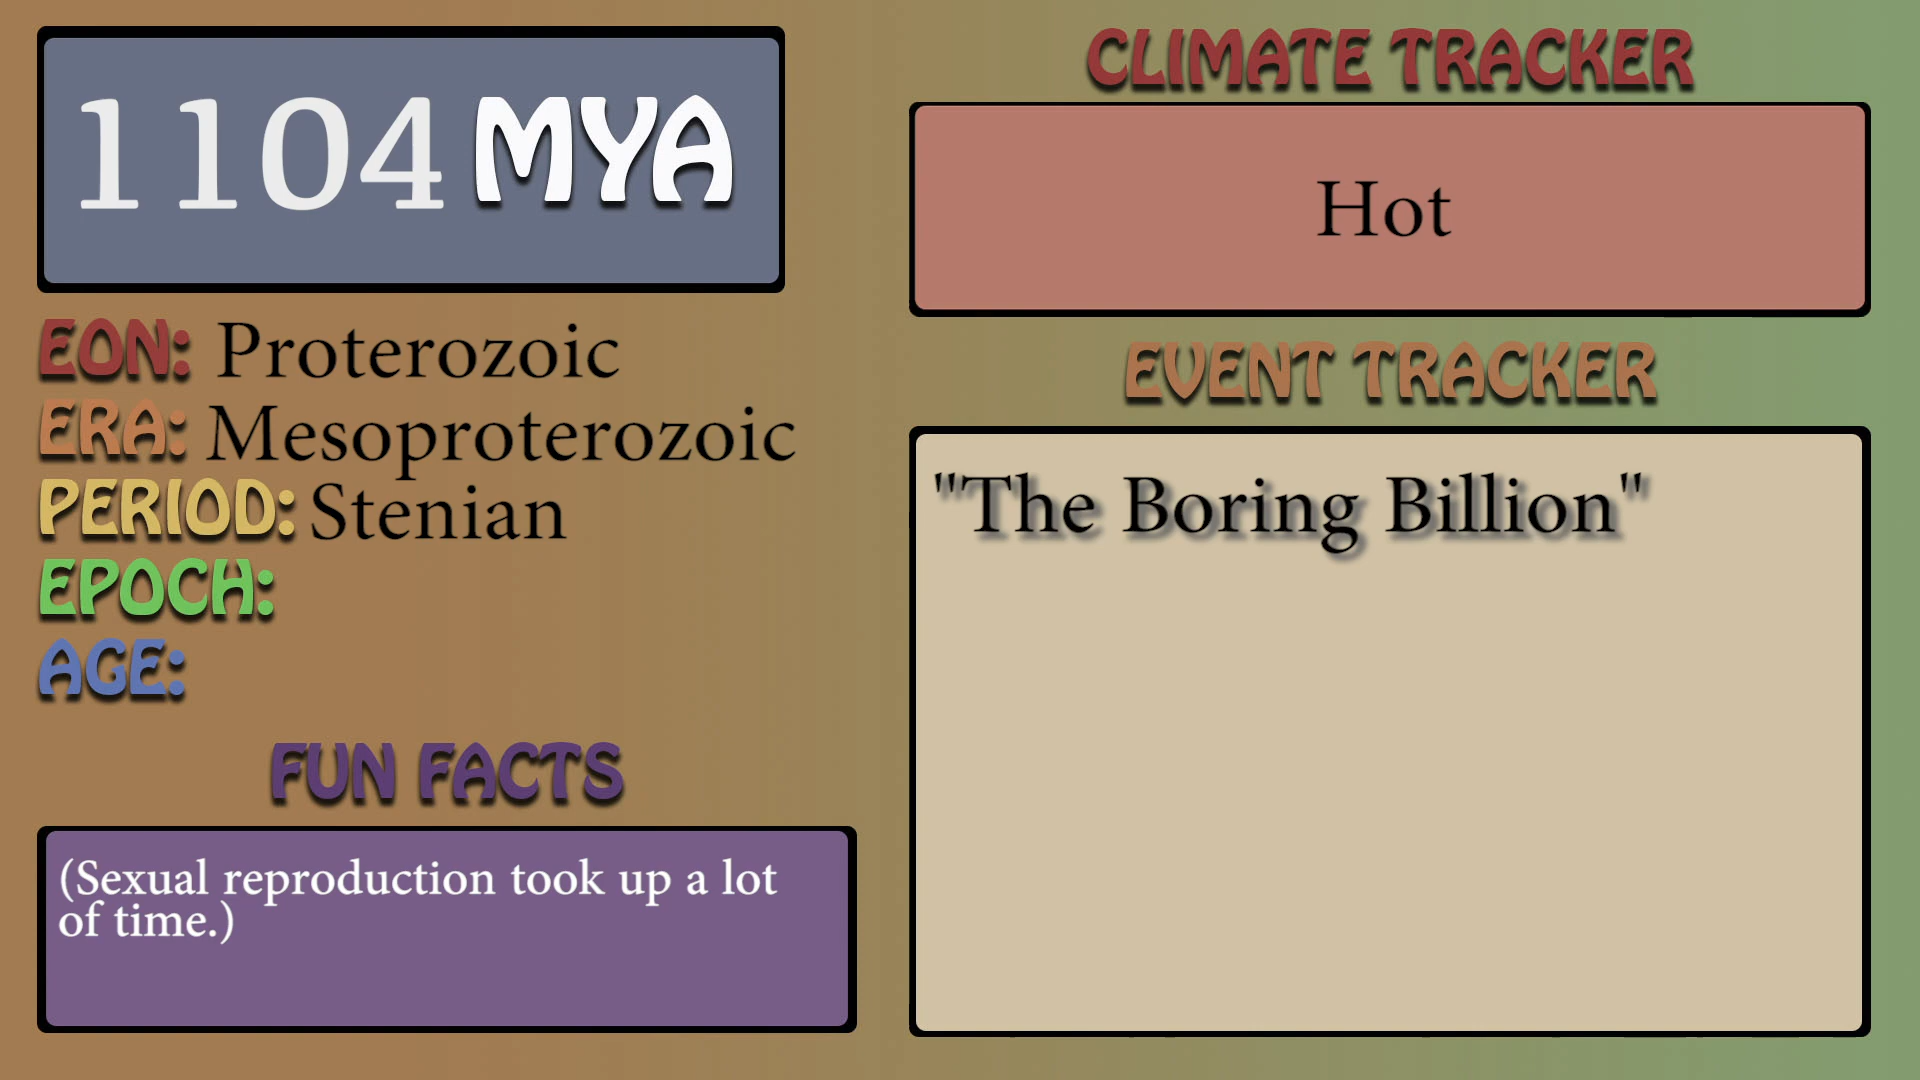 1104 MYA
EON: Proterozoic
ERA: Mesoproterozoic
PERIOD: Stenian
EPOCH:
AGE:
FUN FACTS
(Sexual reproduction took up a lot
of time.)
CLIMATE TRACKER
Hot
EVENT TRACKER
"The Boring Billion"